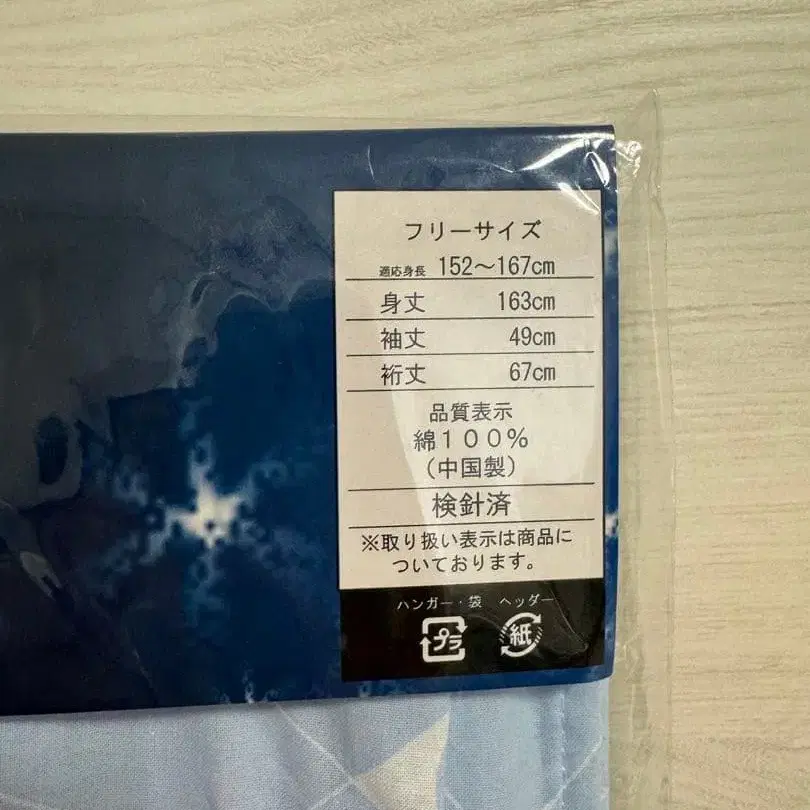 フリーサイズ
適応身長 152～167cm
身丈 163cm
袖丈 49cm
裄丈 67cm
品質表示
綿１００％
（中国製）
検針済
※取り扱い表示は商品に
ついております。
ハンガー・袋 ヘッダー
プラ 紙